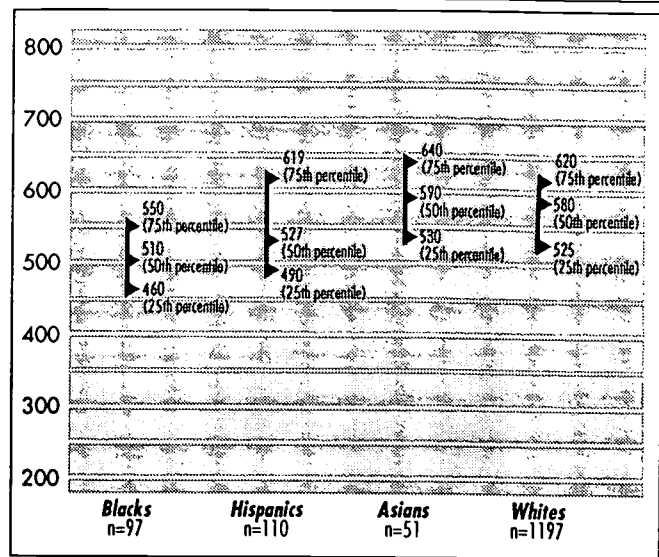 800
700
600
500
400
300
200
550
(75th percentile)
510
(50th percentile)
460
(25th percentile)
619
(75th percentile)
527
(50th percentile)
490
(25th percentile)
640
(75th percentile)
590
(50th percentile)
530
(25th percentile)
620
(75th percentile)
580
(50th percentile)
525
(25th percentile)
Blacks
n=97
Hispanics
n=110
Asians
n=51
Whites
n=1197